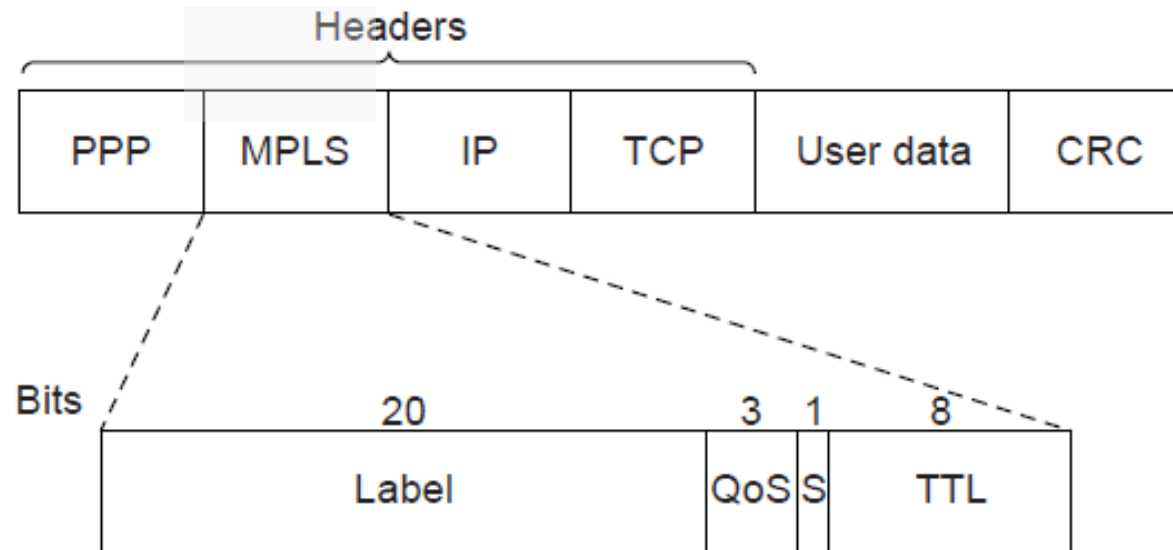 Headers
PPP MPLS IP TCP User data CRC
Bits 20 3 1 8
Label QoS S TTL